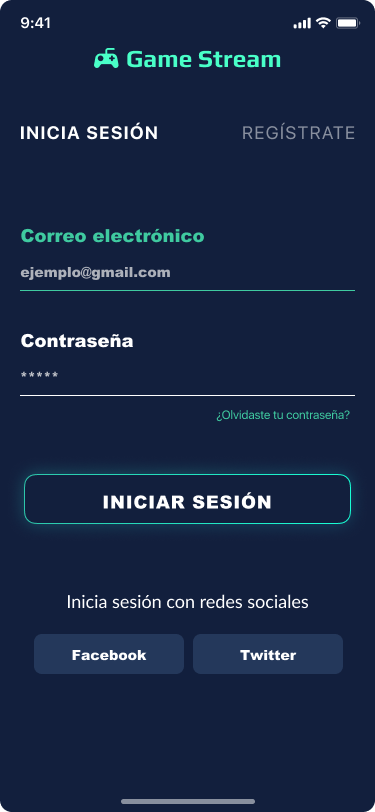 9:41
Game Stream
INICIA SESIÓN
REGÍSTRATE
Correo electrónico
ejemplo@gmail.com
Contraseña
*****
¿Olvidaste tu contraseña?
INICIAR SESIÓN
Inicia sesión con redes sociales
Facebook
Twitter